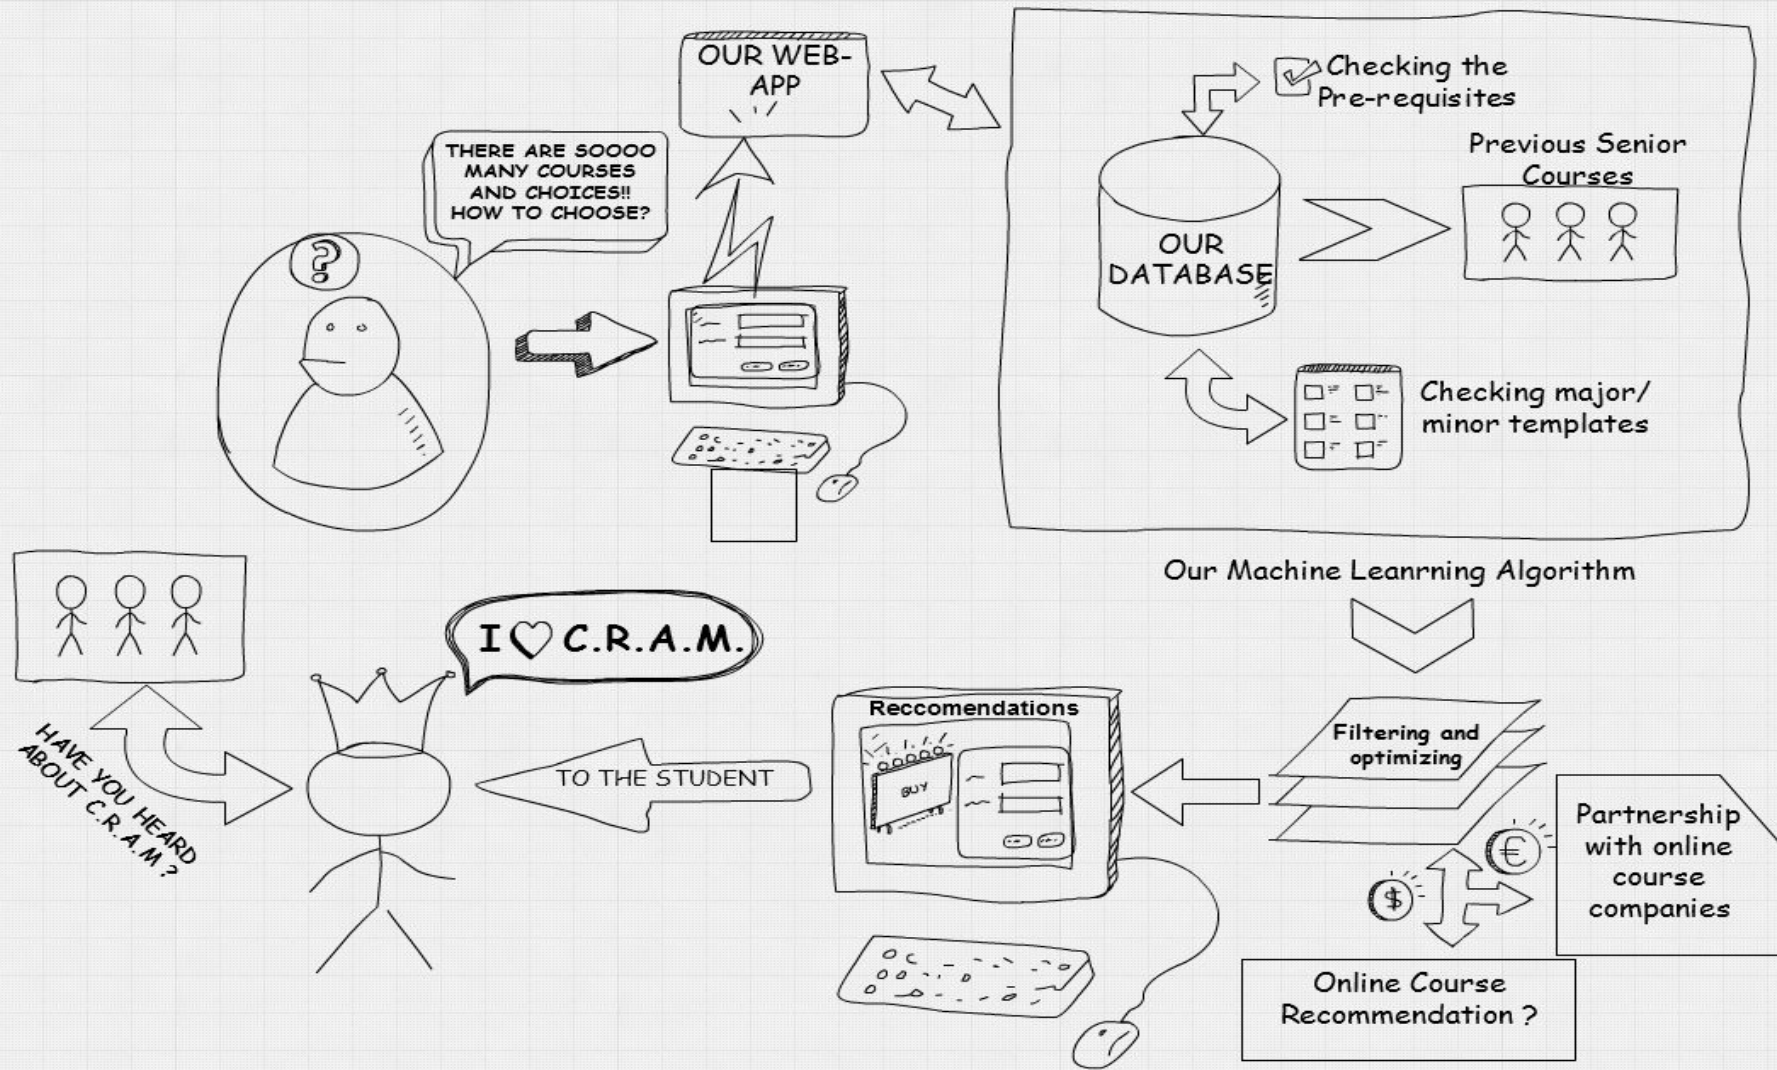 OUR WEB-
APP
THERE ARE SOOOO
MANY COURSES
AND CHOICES!!
HOW TO CHOOSE?
?
Checking the
Pre-requisites
Previous Senior
Courses
OUR
DATABASE
Checking major/
minor templates
Our Machine Leanrning Algorithm
Filtering and
optimizing
Partnership
with online
course
companies
€
$
Online Course
Recommendation ?
Reccomendations
BUY
TO THE STUDENT
I ♡ C.R.A.M.
HAVE YOU HEARD
ABOUT C.R.A.M?